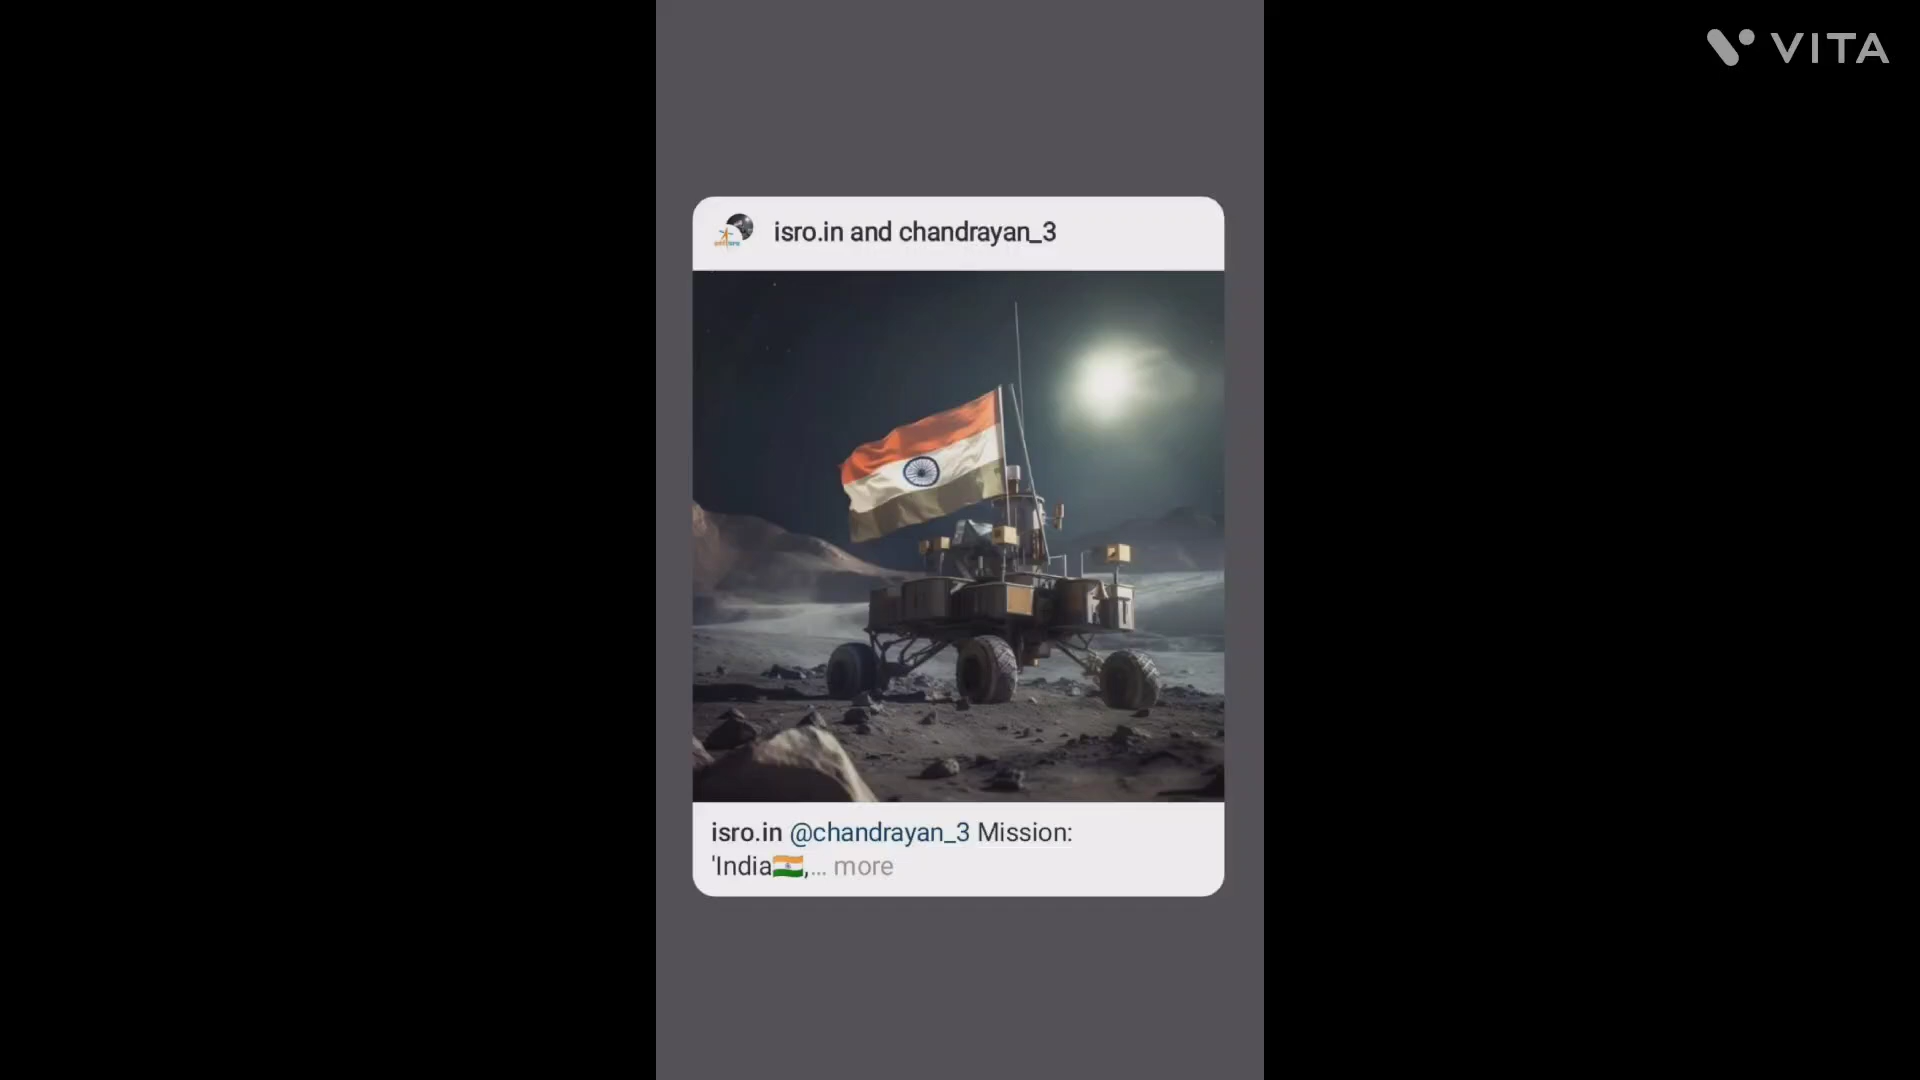 VITA
isro.in and chandrayan_3
isro.in @chandrayan_3 Mission:
'India🇮🇳,... more